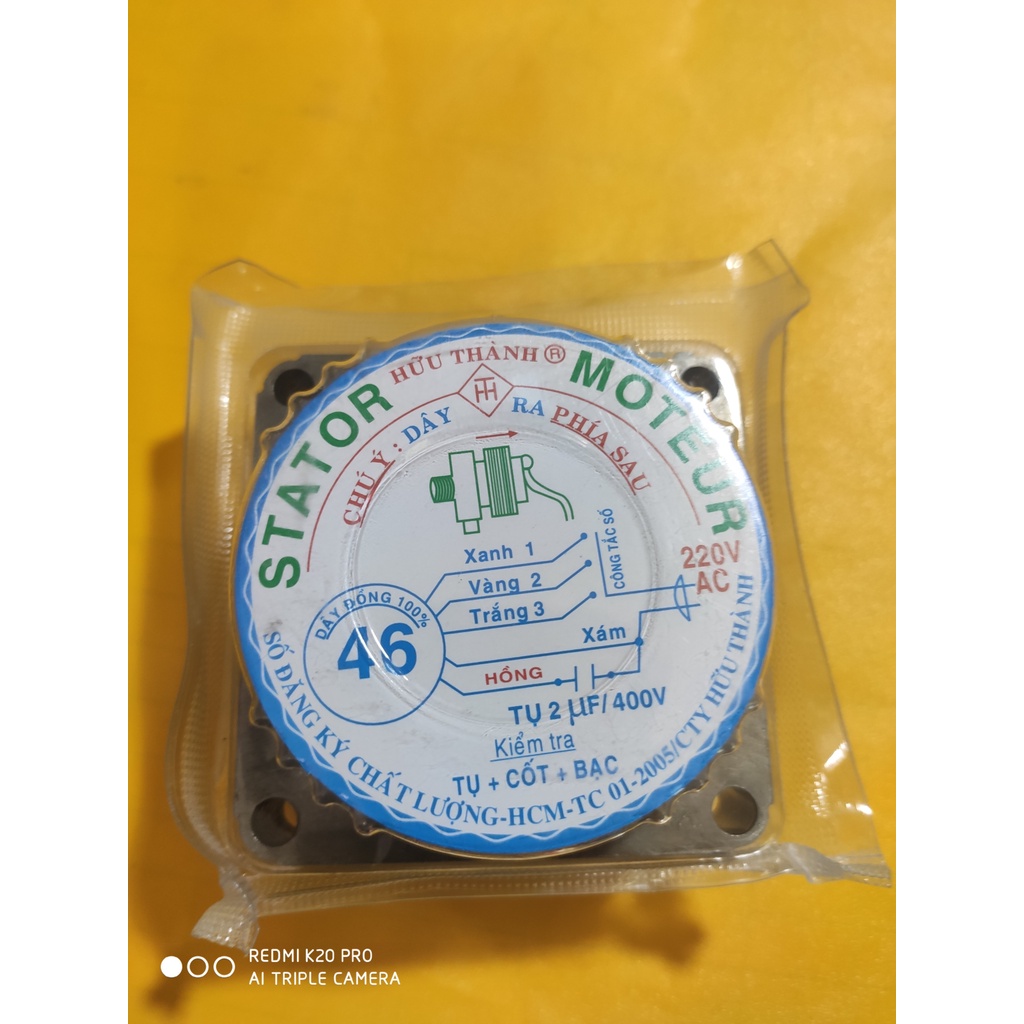 STATOR HỮU THÀNH® MOTEUR
TH
CHÚ Ý : DÂY RA PHÍA SAU
Xanh 1
Vàng 2
Trắng 3
CÔNG TẮC SỐ
220V
AC
DÂY ĐỒNG 100%
46
Xám
HỒNG
TỤ 2 µF/400V
Kiểm tra
TỤ + CỐT + BẠC
SỐ ĐĂNG KÝ CHẤT LƯỢNG-HCM-TC 01-2005/CTY HỮU THÀNH
REDMI K20 PRO
AI TRIPLE CAMERA